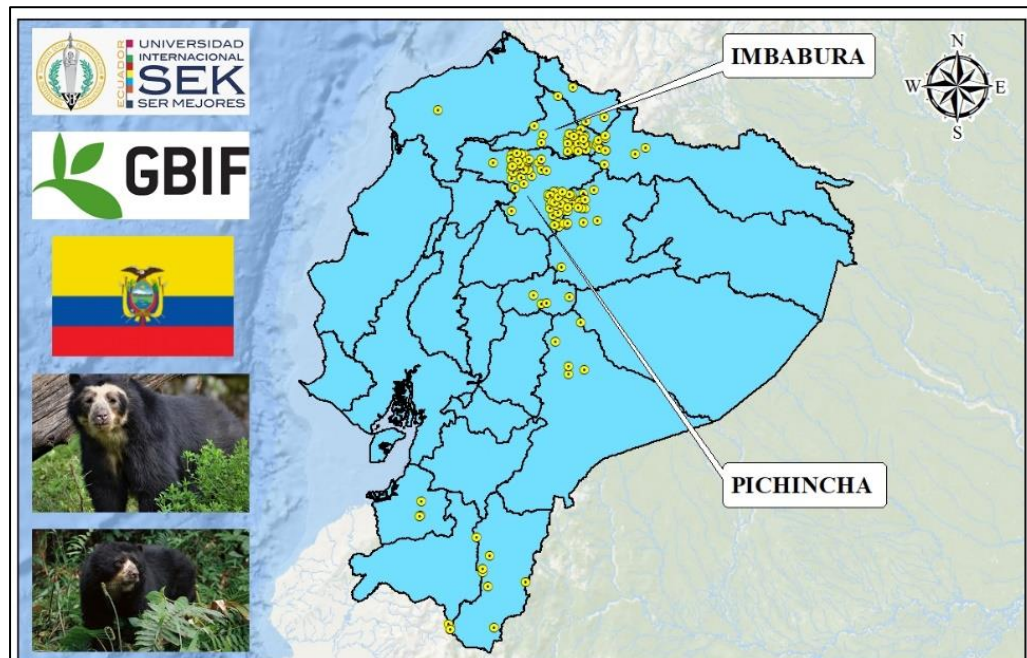 ECUADOR
UNIVERSIDAD
INTERNACIONAL
SEK
SER MEJORES
GBIF
IMBABURA
PICHINCHA
N
W
E
S